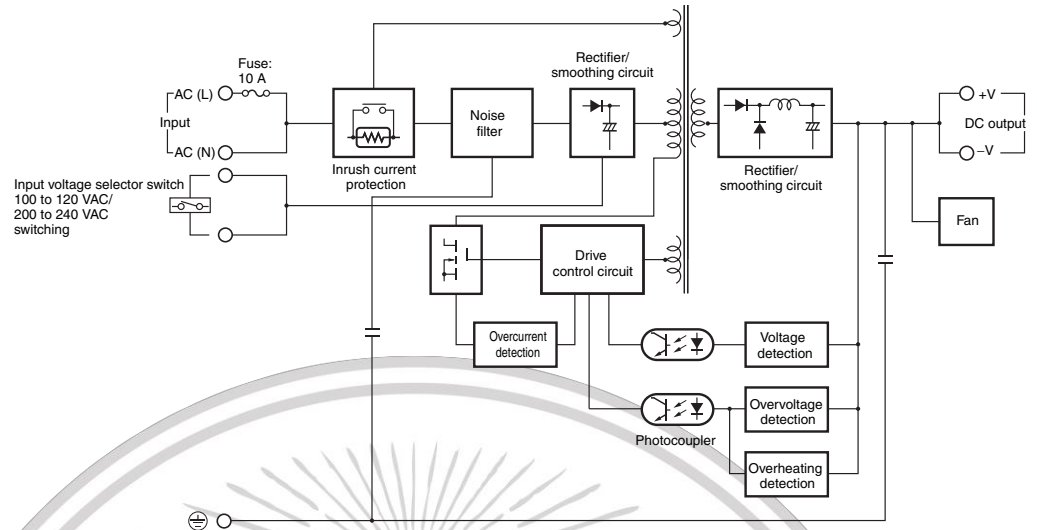 Fuse:
10 A
AC (L)
Input
AC (N)
Input voltage selector switch
100 to 120 VAC/
200 to 240 VAC
switching
Inrush current
protection
Noise
filter
Rectifier/
smoothing circuit
Rectifier/
smoothing circuit
+V
DC output
–V
Fan
Drive
control circuit
Overcurrent
detection
Voltage
detection
Overvoltage
detection
Photocoupler
Overheating
detection